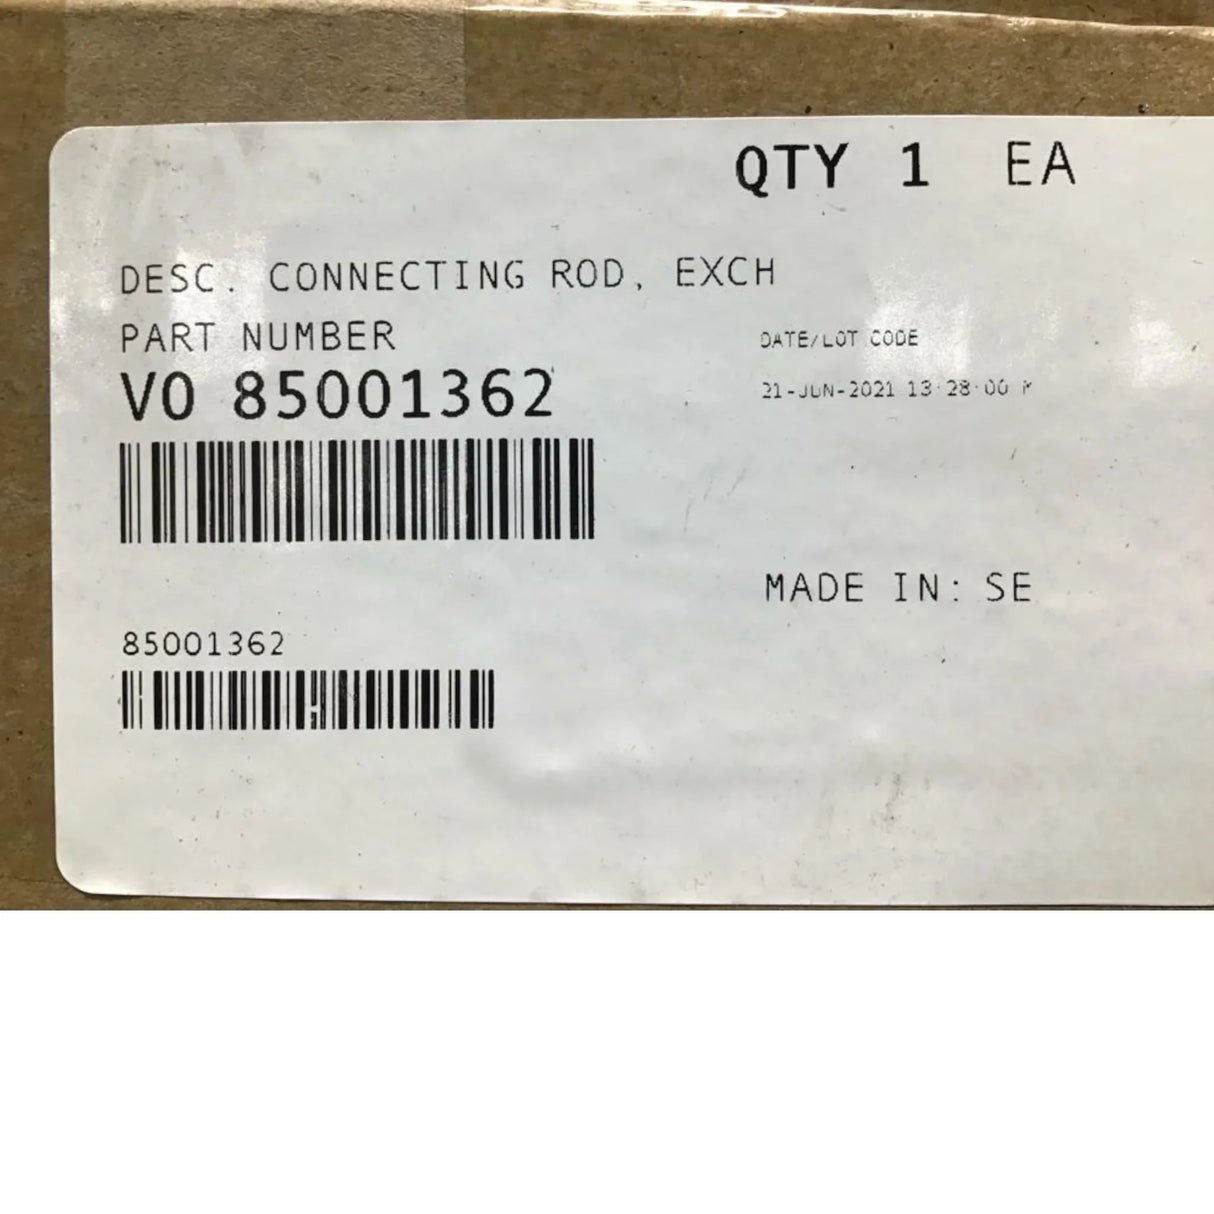 QTY 1 EA
DESC. CONNECTING ROD, EXCH
PART NUMBER
DATE/LOT CODE
VO 85001362
21-JUN-2021 13:28:00
MADE IN: SE
85001362